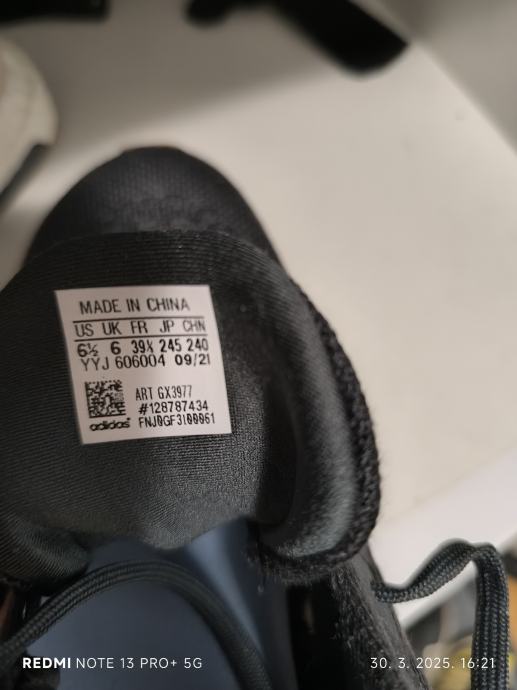 MADE IN CHINA
US UK FR JP CHN
6½ 6 39⅓ 245 240
YYJ 606004 09/21
ART GX3977
#128787434
adidas FNJ0GF3100061
REDMI NOTE 13 PRO+ 5G
30. 3. 2025. 16:21